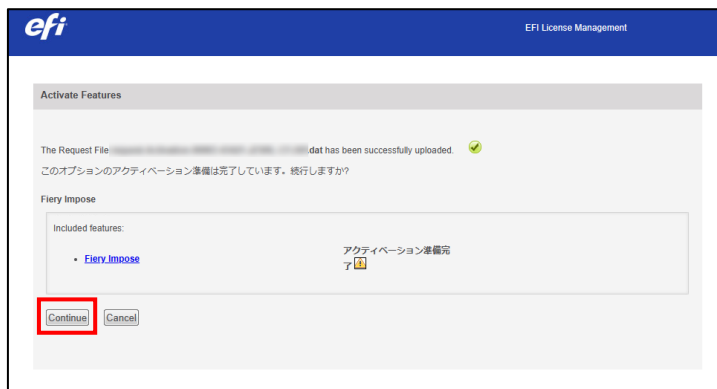 efi
EFI License Management
Activate Features
The Request File .dat has been successfully uploaded.
このオプションのアクティベーション準備は完了しています。続行しますか?
Fiery Impose
Included features:
Fiery Impose
アクティベーション準備完
了
Continue
Cancel